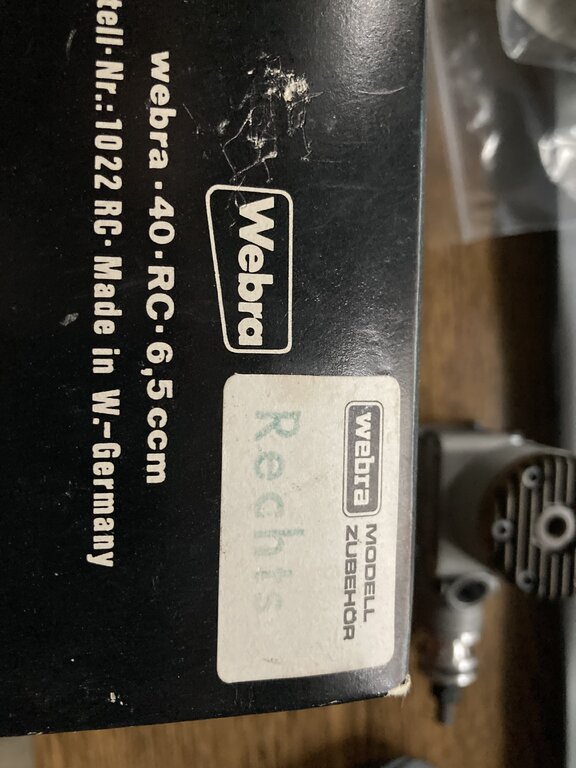 Webra
webra · 40 · RC · 6,5 ccm
tell·Nr.: 1022 RC · Made in W.-Germany
webra
MODELL
ZUBEHÖR
Rechts